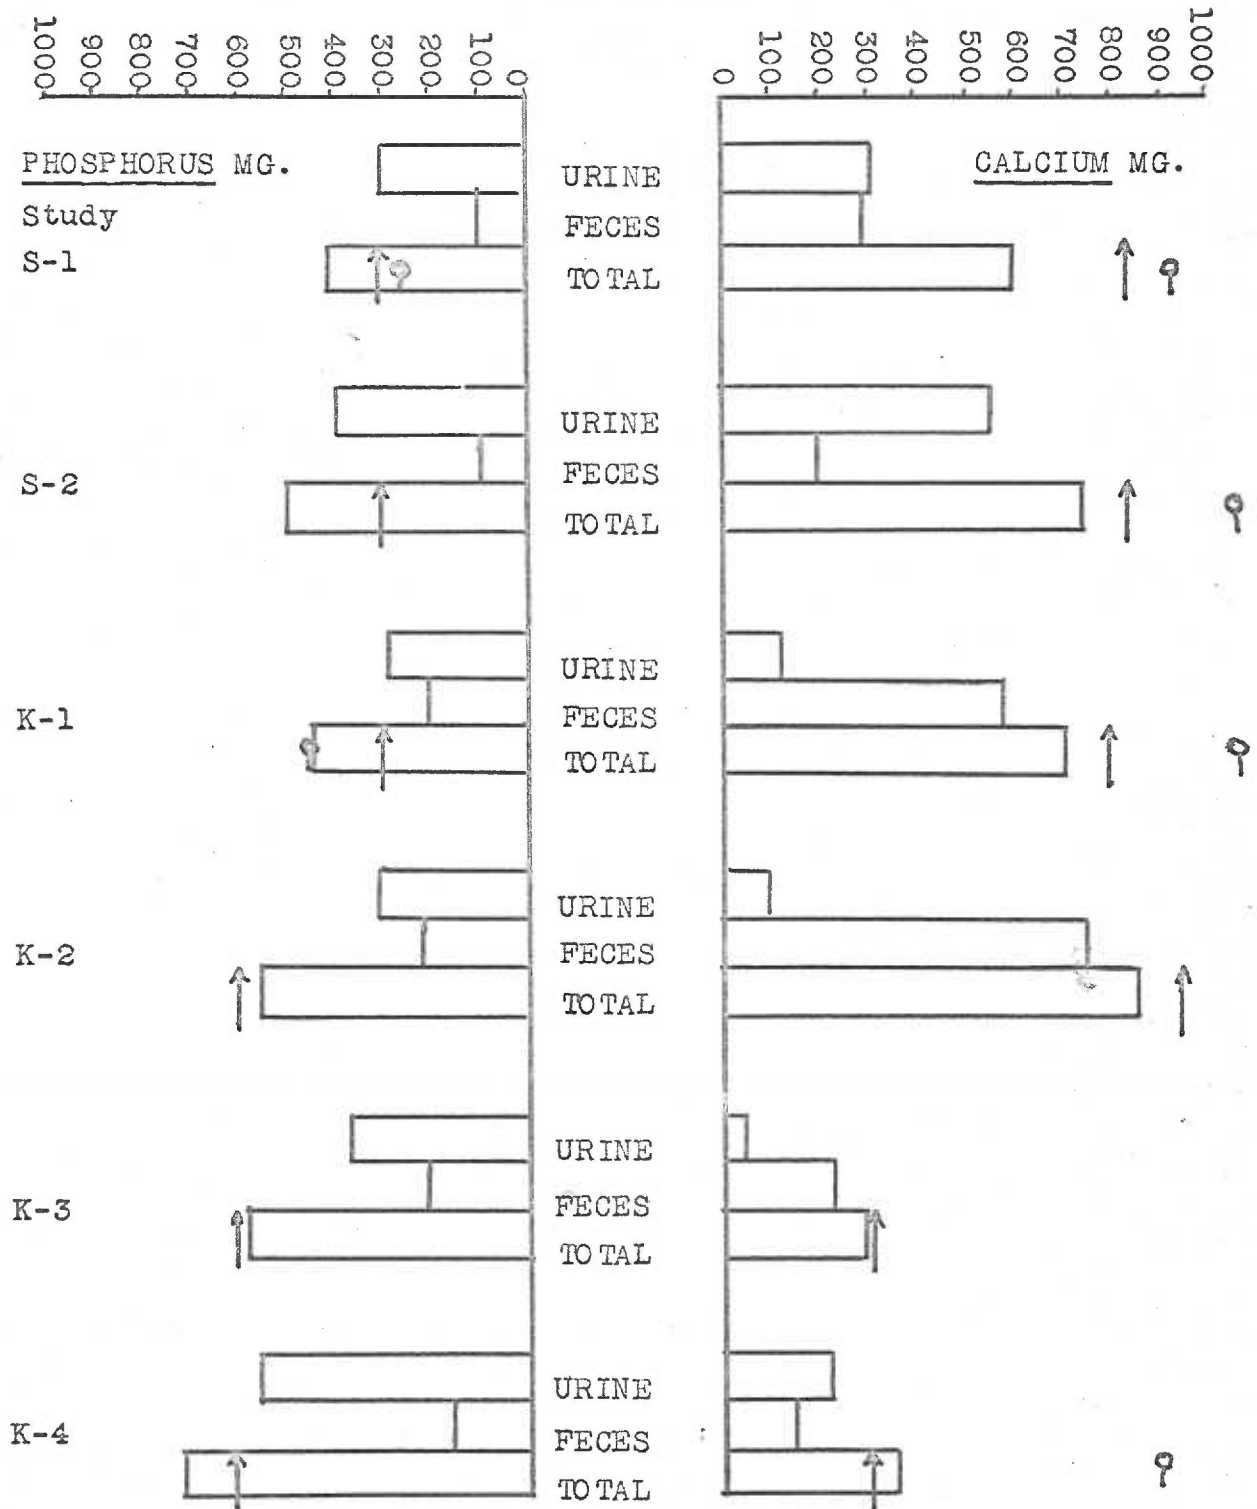 1000 900 800 700 600 500 400 300 200 100 0
0 100 200 300 400 500 600 700 800 900 1000
PHOSPHORUS MG.
CALCIUM MG.
Study
S-1
URINE
FECES
TOTAL
S-2
URINE
FECES
TOTAL
K-1
URINE
FECES
TOTAL
K-2
URINE
FECES
TOTAL
K-3
URINE
FECES
TOTAL
K-4
URINE
FECES
TOTAL